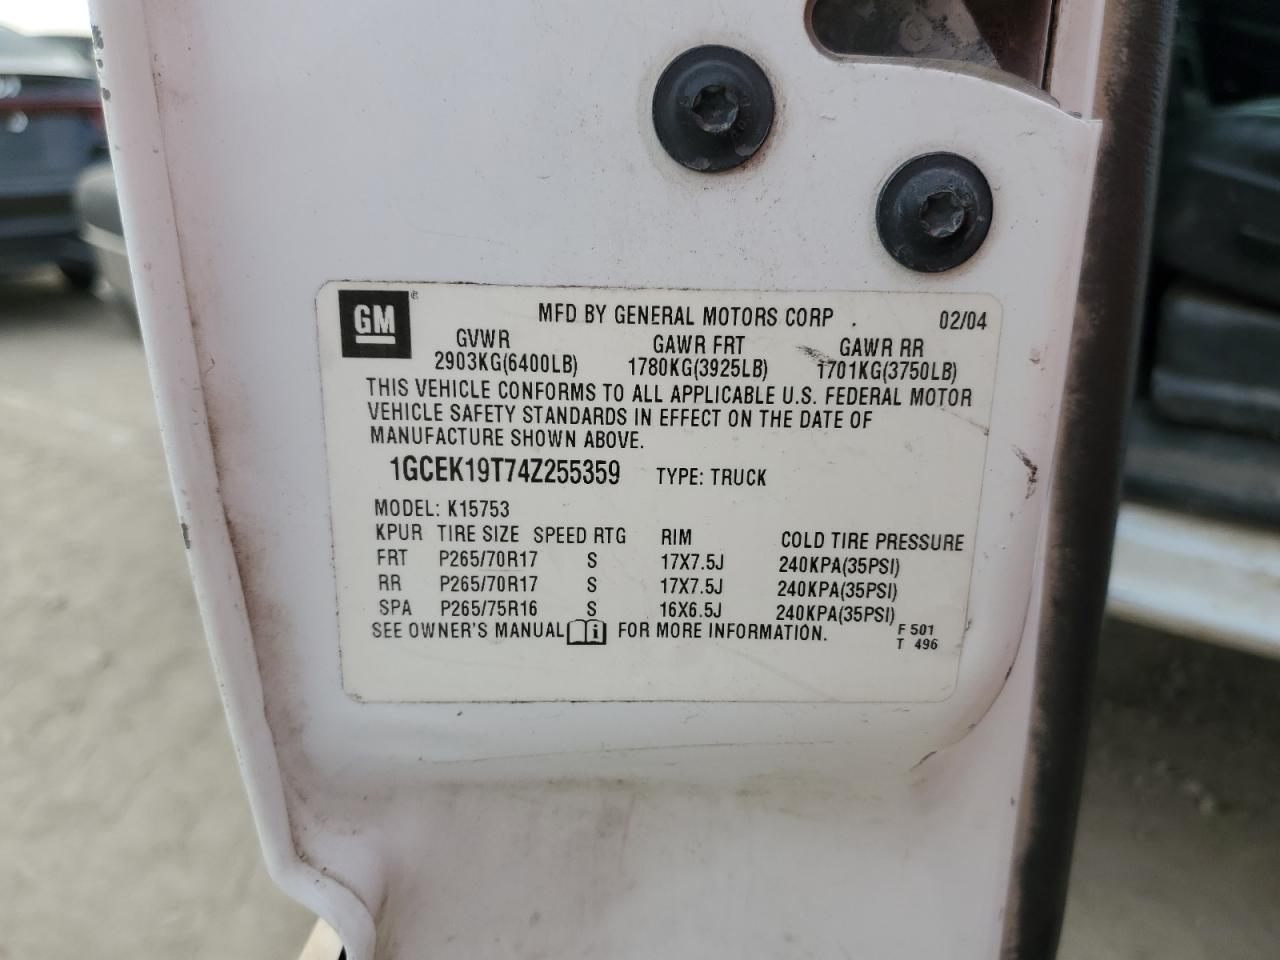 GM ®
MFD BY GENERAL MOTORS CORP . 02/04
GVWR GAWR FRT GAWR RR
2903KG(6400LB) 1780KG(3925LB) 1701KG(3750LB)
THIS VEHICLE CONFORMS TO ALL APPLICABLE U.S. FEDERAL MOTOR
VEHICLE SAFETY STANDARDS IN EFFECT ON THE DATE OF
MANUFACTURE SHOWN ABOVE.
1GCEK19T74Z255359 TYPE: TRUCK
MODEL: K15753
KPUR TIRE SIZE SPEED RTG RIM COLD TIRE PRESSURE
FRT P265/70R17 S 17X7.5J 240KPA(35PSI)
RR P265/70R17 S 17X7.5J 240KPA(35PSI)
SPA P265/75R16 S 16X6.5J 240KPA(35PSI)
SEE OWNER'S MANUAL i FOR MORE INFORMATION. F 501
T 496